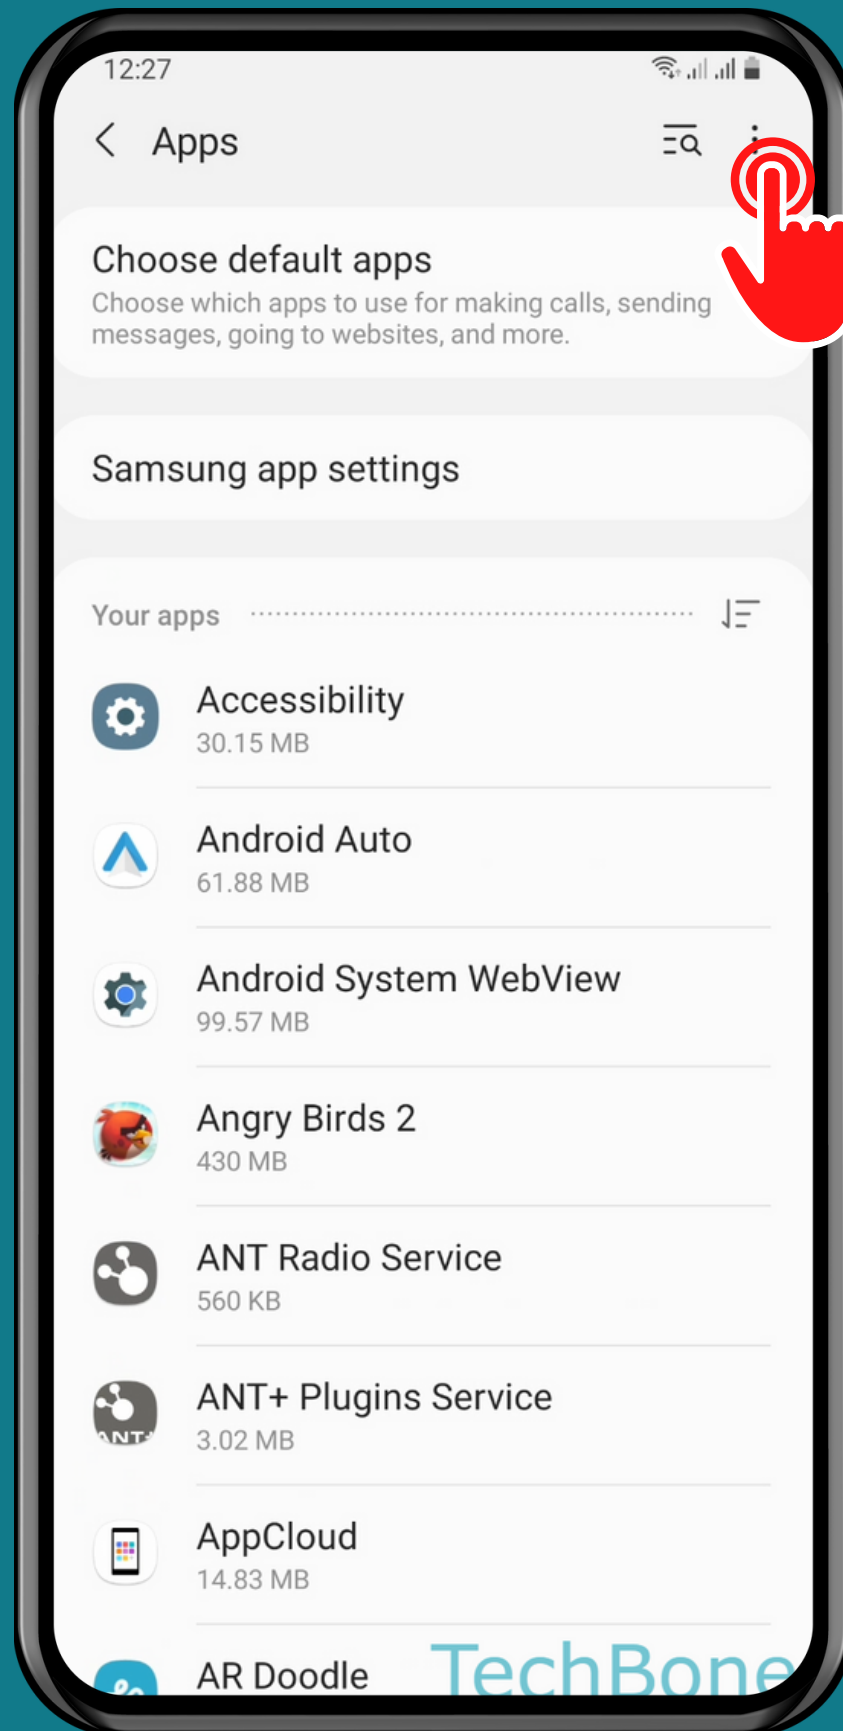 12:27
Apps
Choose default apps
Choose which apps to use for making calls, sending
messages, going to websites, and more.
Samsung app settings
Your apps
Accessibility
30.15 MB
Android Auto
61.88 MB
Android System WebView
99.57 MB
Angry Birds 2
430 MB
ANT Radio Service
560 KB
ANT+ Plugins Service
3.02 MB
ANT+
AppCloud
14.83 MB
AR Doodle
TechBone